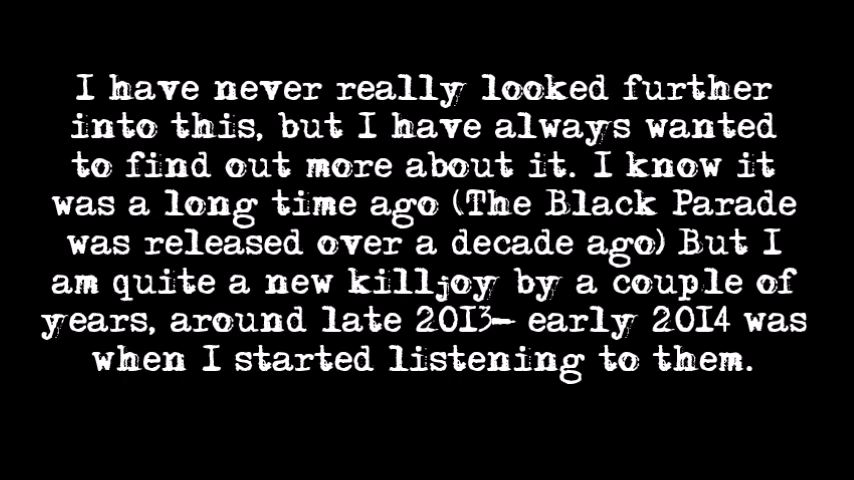 I have never really looked further
into this, but I have always wanted
to find out more about it. I know it
was a long time ago (The Black Parade
was released over a decade ago) But I
am quite a new killjoy by a couple of
years, around late 2013- early 2014 was
when I started listening to them.